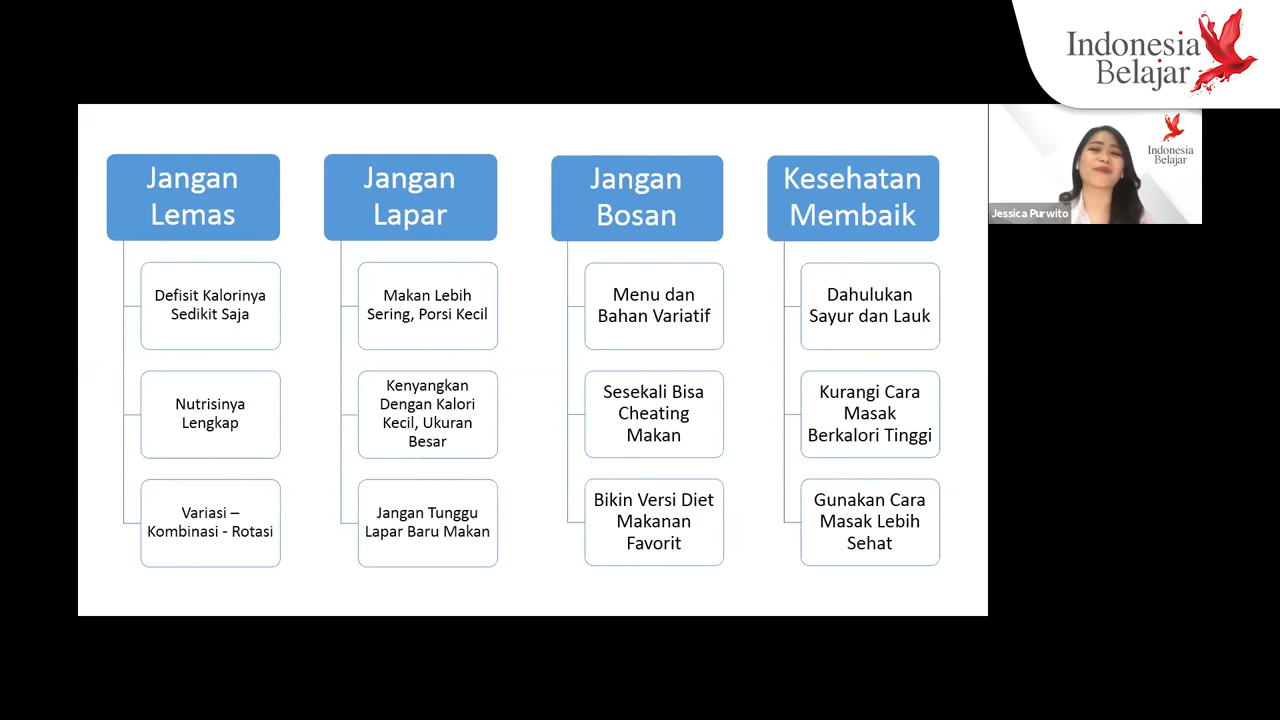 Indonesia
Belajar
Indonesia
Belajar
Jessica Purwito
Jangan
Lemas
Defisit Kalorinya
Sedikit Saja
Nutrisinya
Lengkap
Variasi –
Kombinasi - Rotasi
Jangan
Lapar
Makan Lebih
Sering, Porsi Kecil
Kenyangkan
Dengan Kalori
Kecil, Ukuran
Besar
Jangan Tunggu
Lapar Baru Makan
Jangan
Bosan
Menu dan
Bahan Variatif
Sesekali Bisa
Cheating
Makan
Bikin Versi Diet
Makanan
Favorit
Kesehatan
Membaik
Dahulukan
Sayur dan Lauk
Kurangi Cara
Masak
Berkalori Tinggi
Gunakan Cara
Masak Lebih
Sehat